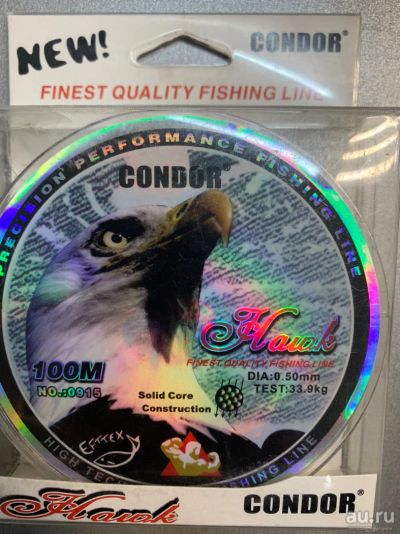 NEW!
CONDOR®
FINEST QUALITY FISHING LINE
PRECISION PERFORMANCE FISHING LINE
CONDOR®
Hawk
FINEST QUALITY FISHING LINE
100M
NO.:0915
DIA:0.50mm
TEST:33.9kg
Solid Core
Construction
HIGH TECH FISHING LINE
Hawk
CONDOR®
au.ru